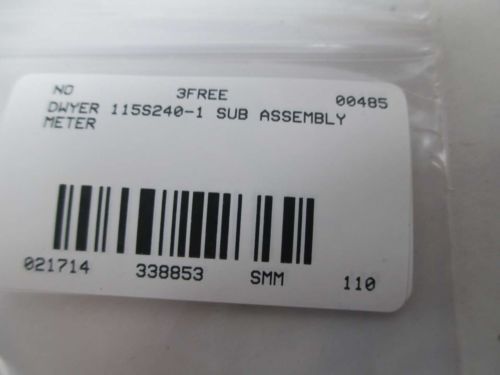 NO 3FREE 00485
DWYER 115S240-1 SUB ASSEMBLY
METER
021714 338853 SMM 110